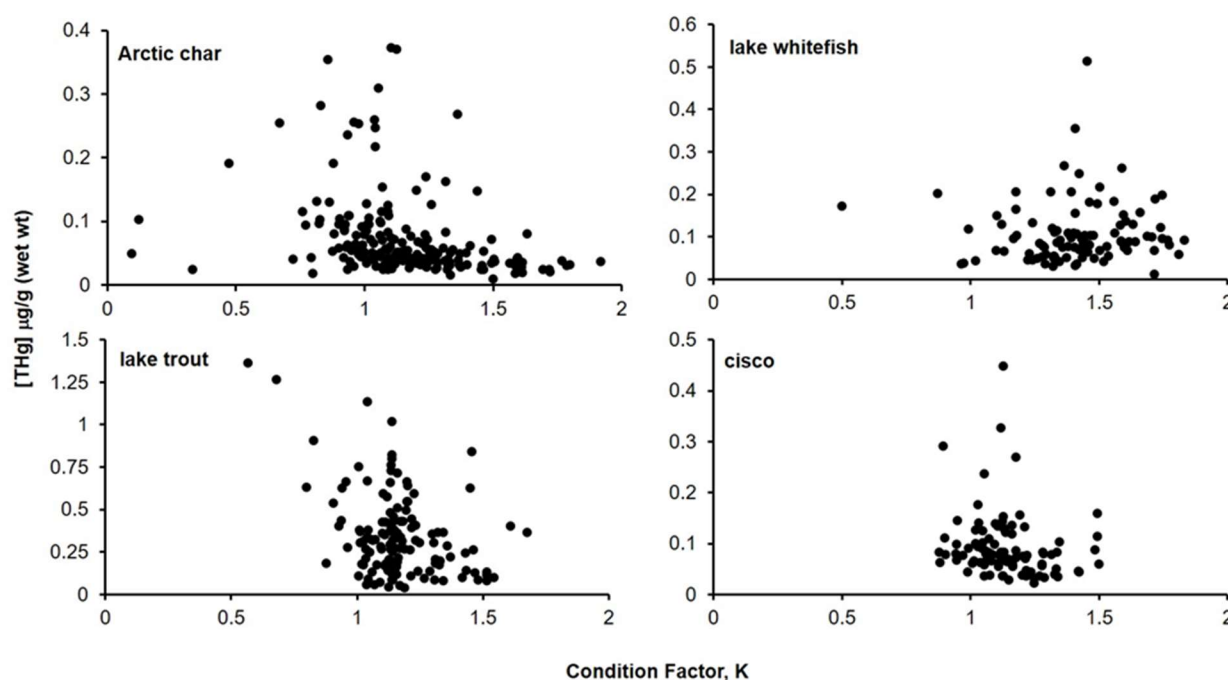 [THg] μg/g (wet wt)
Arctic char
0.4
0.3
0.2
0.1
0
0 0.5 1 1.5 2
lake whitefish
0.6
0.5
0.4
0.3
0.2
0.1
0
0 0.5 1 1.5 2
lake trout
1.5
1.25
1
0.75
0.5
0.25
0
0 0.5 1 1.5 2
cisco
0.5
0.4
0.3
0.2
0.1
0
0 0.5 1 1.5 2
Condition Factor, K